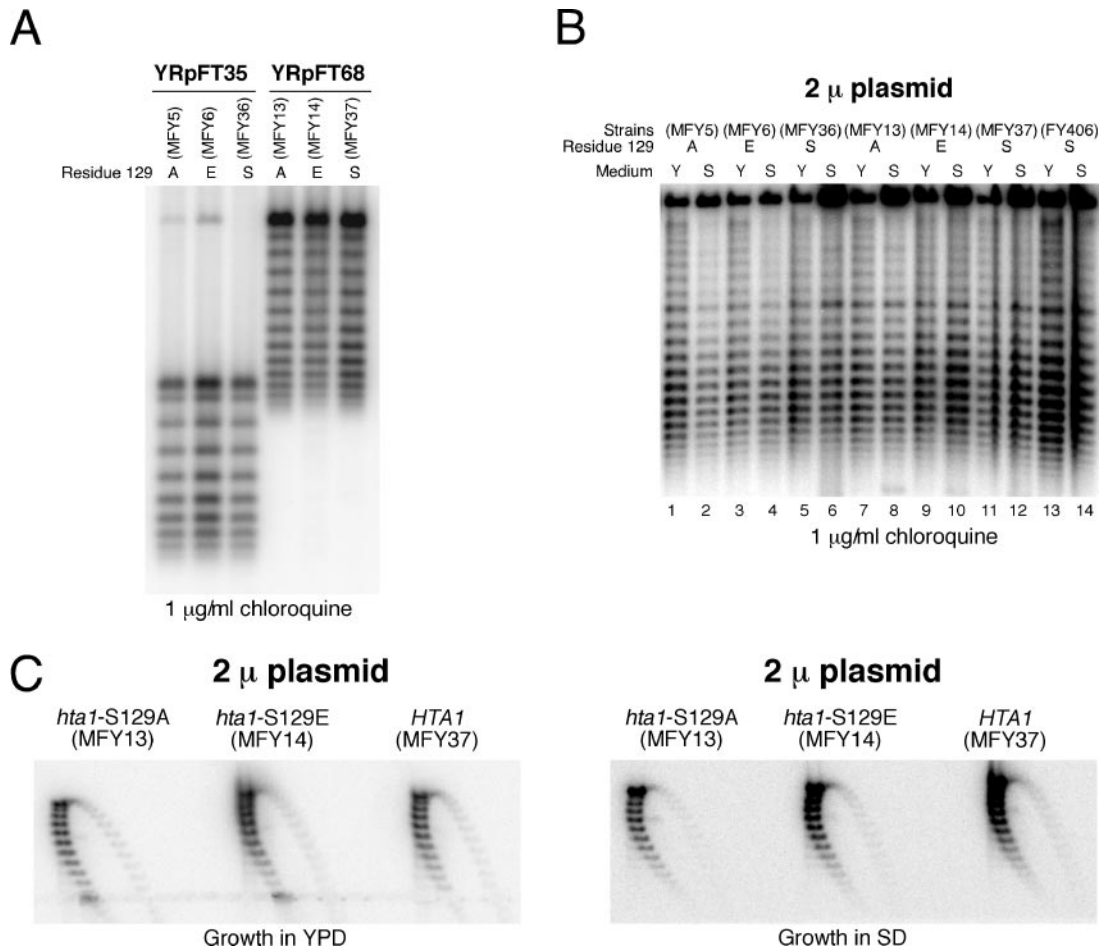 A
YRpFT35 YRpFT68
(MFY5) (MFY6) (MFY36) (MFY13) (MFY14) (MFY37)
Residue 129 A E S A E S
1 µg/ml chloroquine
B
2 µ plasmid
Strains (MFY5) (MFY6) (MFY36) (MFY13) (MFY14) (MFY37) (FY406)
Residue 129 A E S A E S S
Medium Y S Y S Y S Y S Y S Y S Y S
1 2 3 4 5 6 7 8 9 10 11 12 13 14
1 µg/ml chloroquine
C
2 µ plasmid
hta1-S129A hta1-S129E HTA1
(MFY13) (MFY14) (MFY37)
Growth in YPD
2 µ plasmid
hta1-S129A hta1-S129E HTA1
(MFY13) (MFY14) (MFY37)
Growth in SD